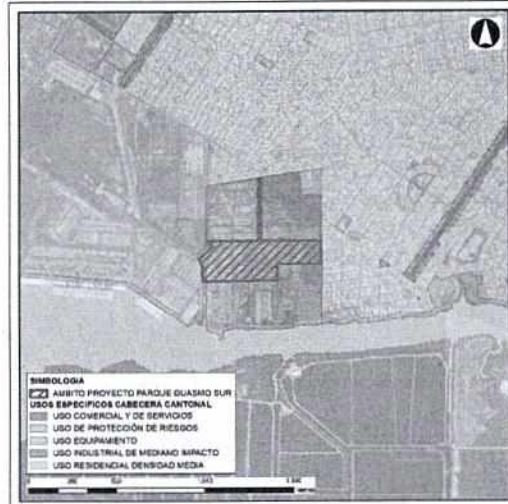 SIMBOLOGIA
AMBITO PROYECTO PARQUE GUASMO SUR
USOS ESPECIFICOS CABECERA CANTONAL
USO COMERCIAL Y DE SERVICIOS
USO DE PROTECCIÓN DE RIESGOS
USO EQUIPAMIENTO
USO INDUSTRIAL DE MEDIANO IMPACTO
USO RESIDENCIAL DENSIDAD MEDIA
0